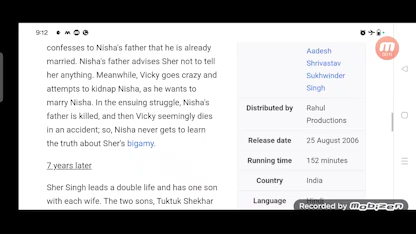 9:12
confesses to Nisha's father that he is already
married. Nisha's father advises Sher not to tell
her anything. Meanwhile, Vicky goes crazy and
attempts to kidnap Nisha, as he wants to
marry Nisha. In the ensuing struggle, Nisha's
father is killed, and then Vicky seemingly dies
in an accident; so, Nisha never gets to learn
the truth about Sher's bigamy.
7 years later
Sher Singh leads a double life and has one son
with each wife. The two sons, Tuktuk Shekhar
Aadesh
Shrivastav
Sukhwinder
Singh
Distributed by Rahul
Productions
Release date 25 August 2006
Running time 152 minutes
Country India
Language Hindi
Recorded by Mobizen